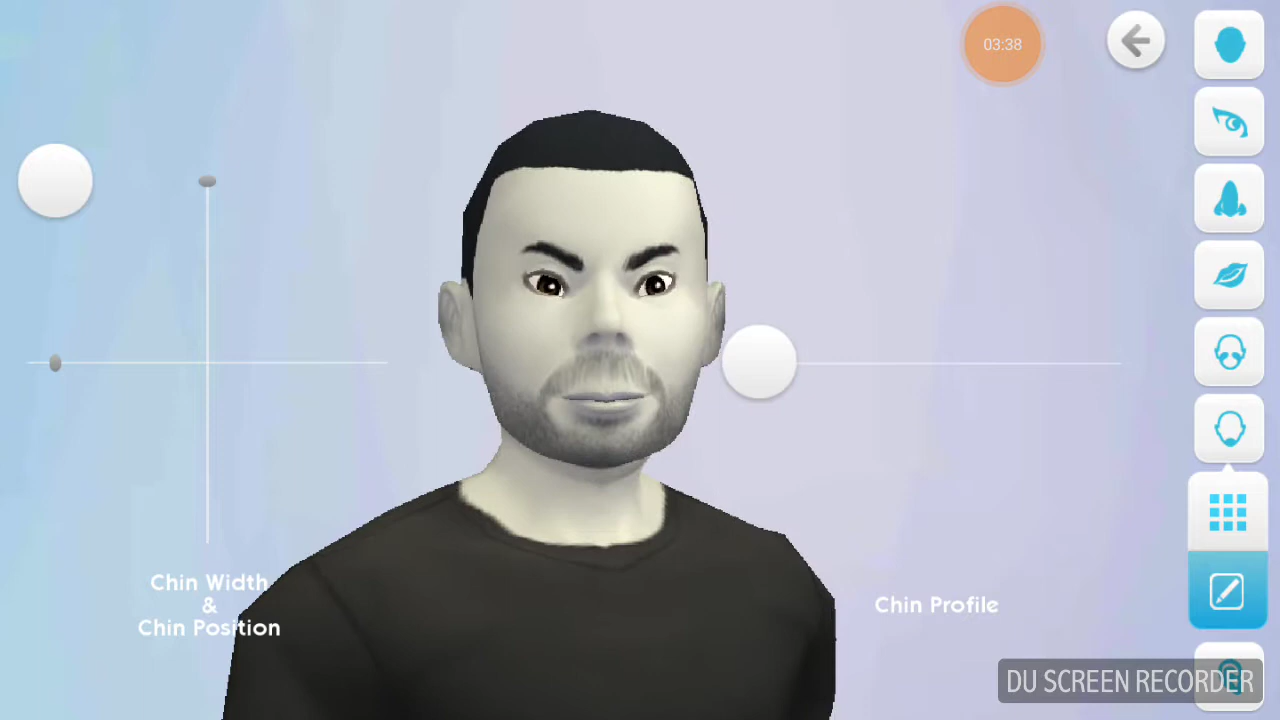 03:38
Chin Width
&
Chin Position
Chin Profile
DU SCREEN RECORDER